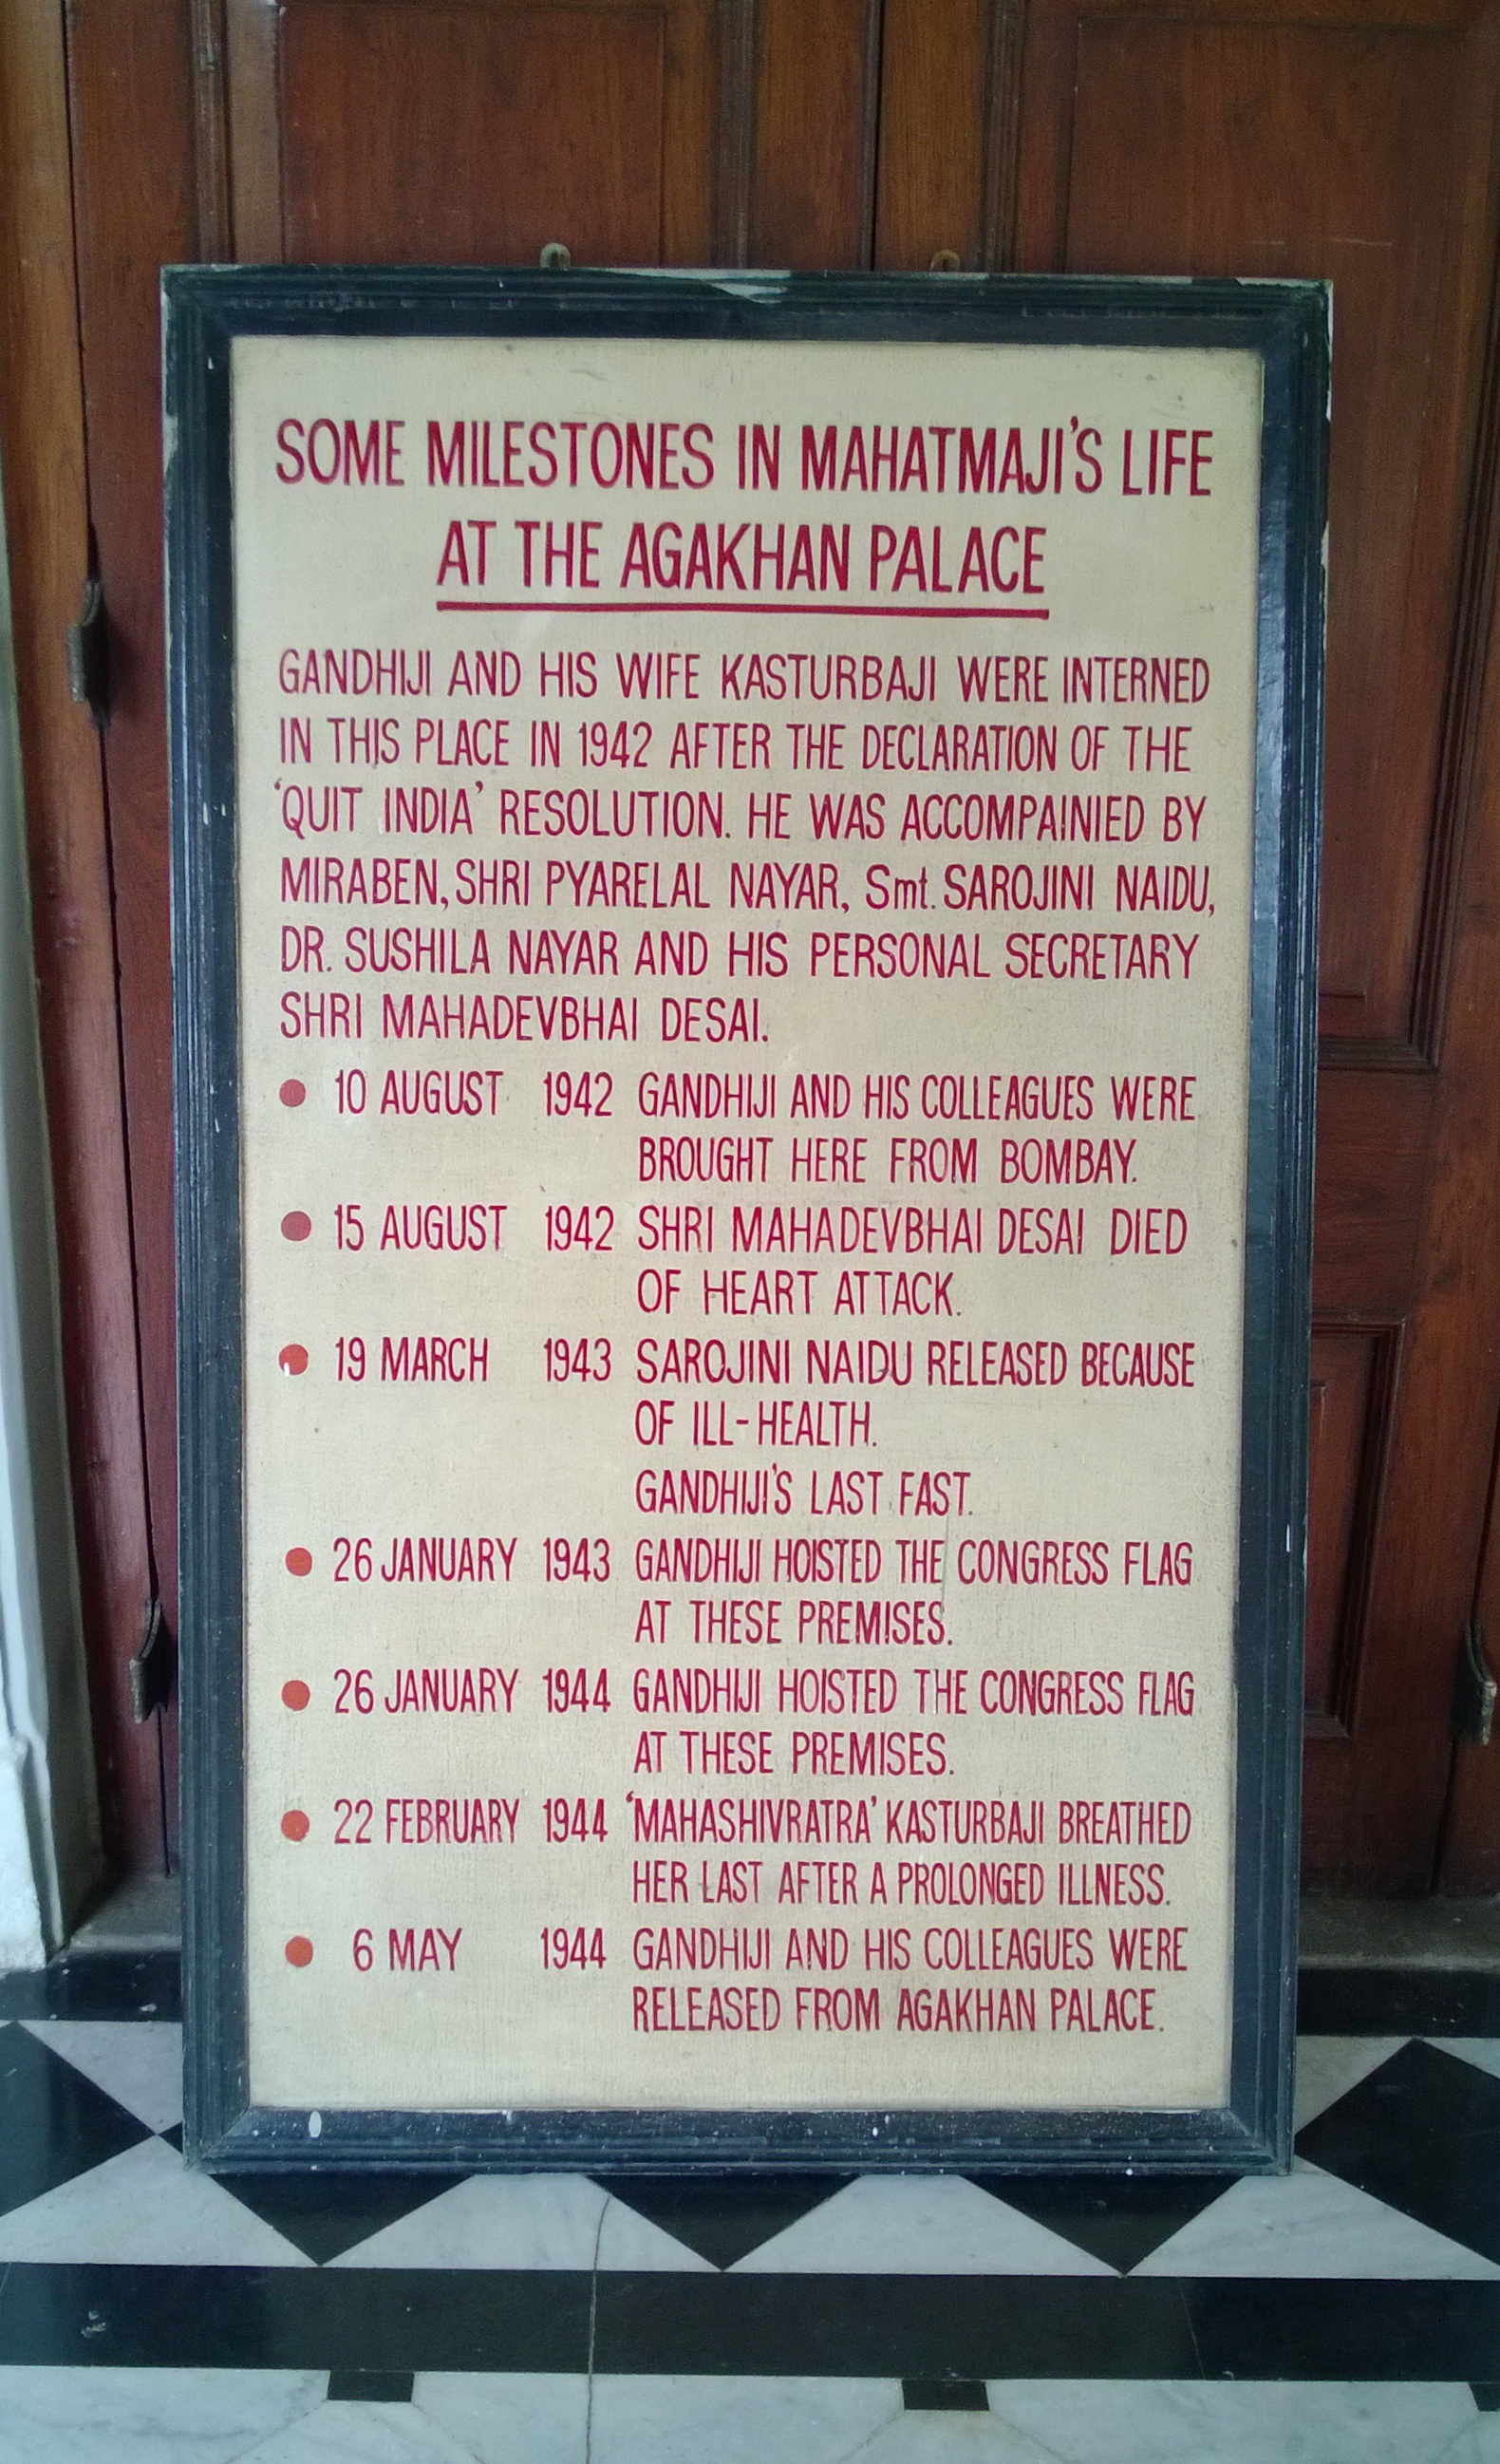 SOME MILESTONES IN MAHATMAJI'S LIFE
AT THE AGAKHAN PALACE
GANDHIJI AND HIS WIFE KASTURBAJI WERE INTERNED
IN THIS PLACE IN 1942 AFTER THE DECLARATION OF THE
'QUIT INDIA' RESOLUTION. HE WAS ACCOMPAINIED BY
MIRABEN, SHRI PYARELAL NAYAR, Smt. SAROJINI NAIDU,
DR. SUSHILA NAYAR AND HIS PERSONAL SECRETARY
SHRI MAHADEVBHAI DESAI.
● 10 AUGUST 1942 GANDHIJI AND HIS COLLEAGUES WERE
BROUGHT HERE FROM BOMBAY.
● 15 AUGUST 1942 SHRI MAHADEVBHAI DESAI DIED
OF HEART ATTACK.
● 19 MARCH 1943 SAROJINI NAIDU RELEASED BECAUSE
OF ILL-HEALTH.
GANDHIJI'S LAST FAST.
● 26 JANUARY 1943 GANDHIJI HOISTED THE CONGRESS FLAG
AT THESE PREMISES.
● 26 JANUARY 1944 GANDHIJI HOISTED THE CONGRESS FLAG
AT THESE PREMISES.
● 22 FEBRUARY 1944 'MAHASHIVRATRA' KASTURBAJI BREATHED
HER LAST AFTER A PROLONGED ILLNESS.
● 6 MAY 1944 GANDHIJI AND HIS COLLEAGUES WERE
RELEASED FROM AGAKHAN PALACE.